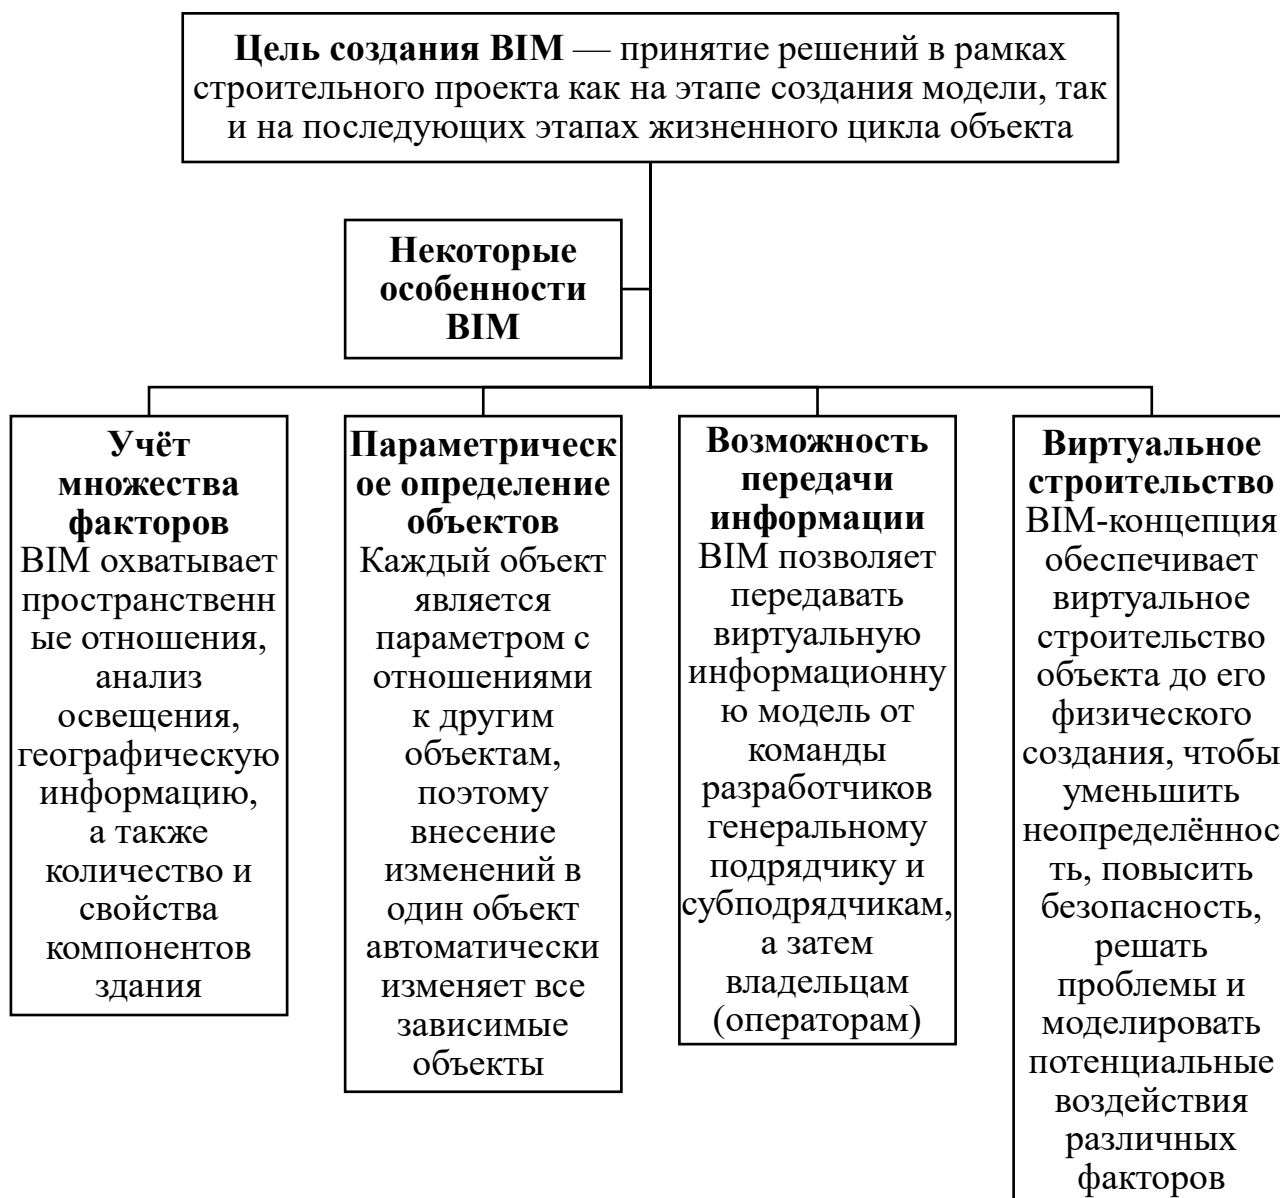 Цель создания BIM — принятие решений в рамках
строительного проекта как на этапе создания модели, так
и на последующих этапах жизненного цикла объекта
Некоторые
особенности
BIM
Учёт
множества
факторов
BIM охватывает
пространственн
ые отношения,
анализ
освещения,
географическую
информацию,
а также
количество и
свойства
компонентов
здания
Параметрическ
ое определение
объектов
Каждый объект
является
параметром с
отношениями
к другим
объектам,
поэтому
внесение
изменений в
один объект
автоматически
изменяет все
зависимые
объекты
Возможность
передачи
информации
BIM позволяет
передавать
виртуальную
информационну
ю модель от
команды
разработчиков
генеральному
подрядчику и
субподрядчикам,
а затем
владельцам
(операторам)
Виртуальное
строительство
BIM-концепция
обеспечивает
виртуальное
строительство
объекта до его
физического
создания, чтобы
уменьшить
неопределённос
ть, повысить
безопасность,
решать
проблемы и
моделировать
потенциальные
воздействия
различных
факторов